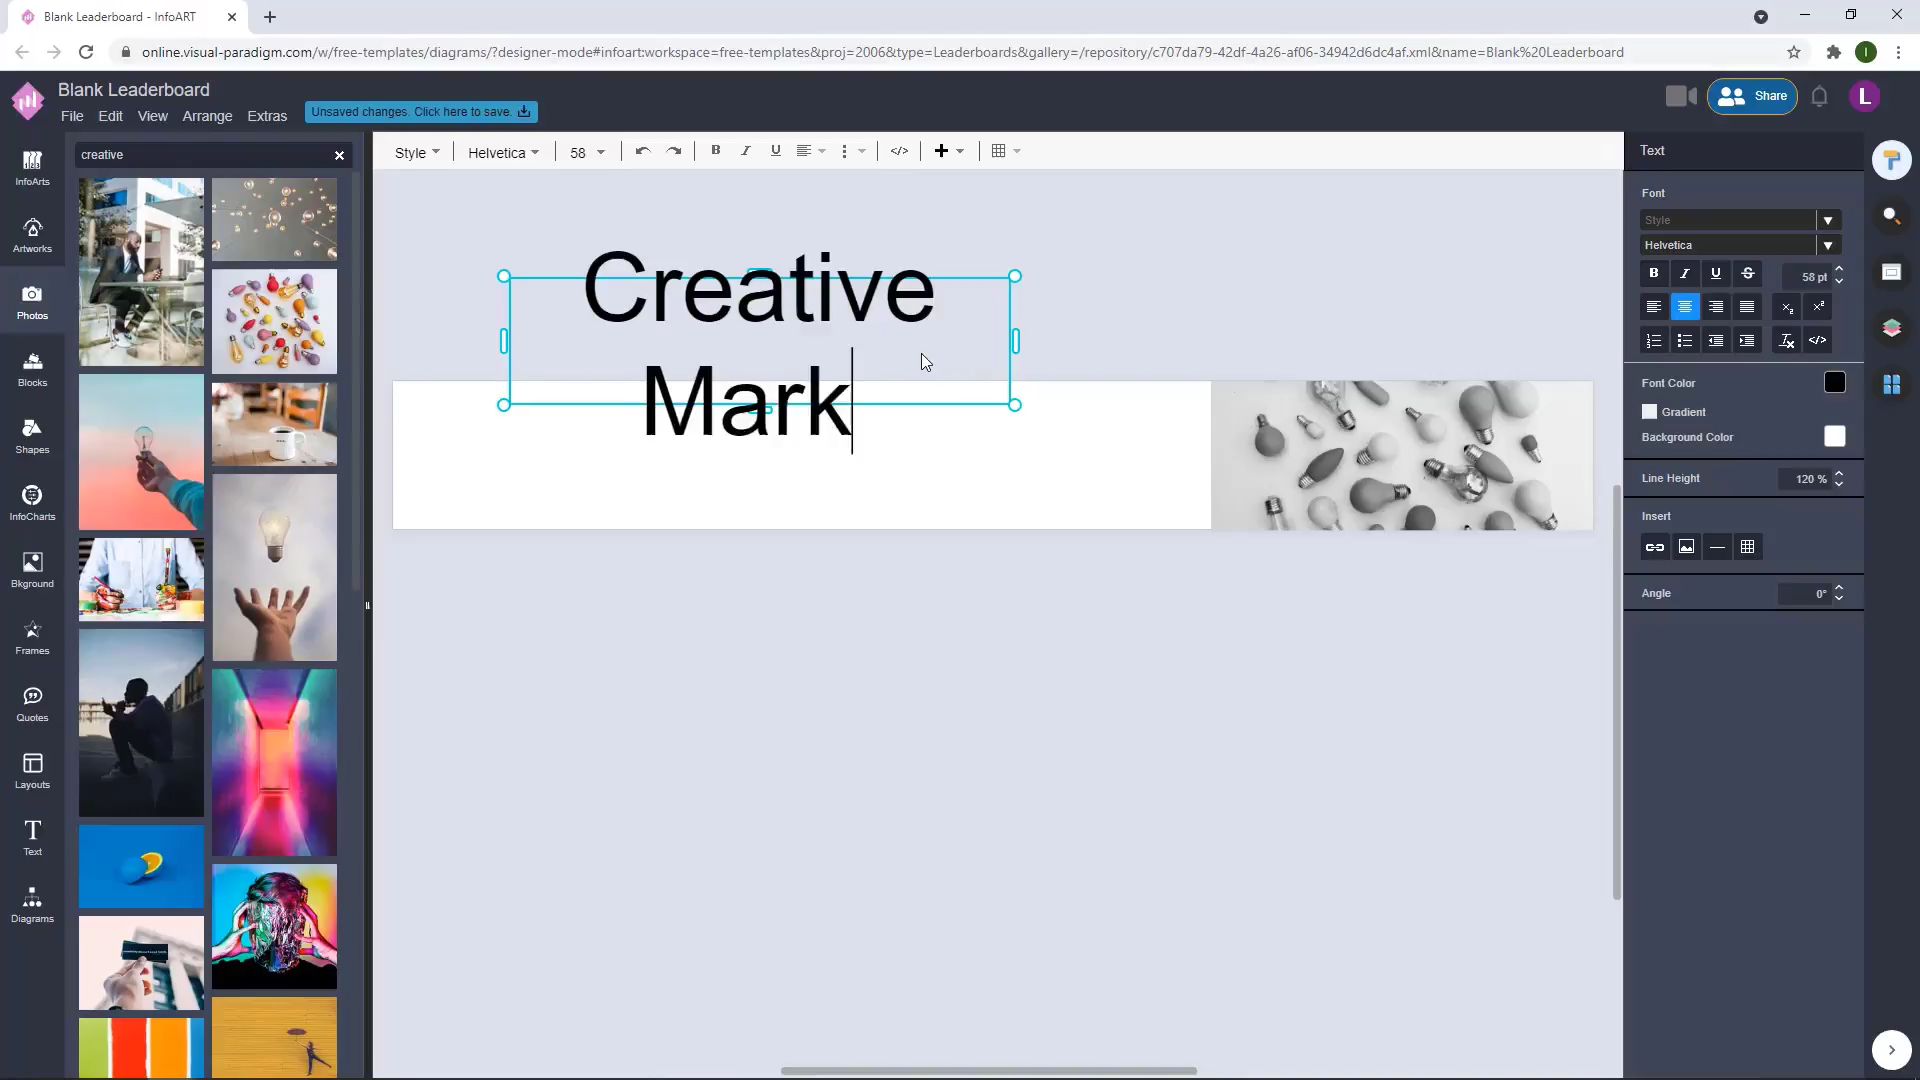 Blank Leaderboard - InfoART
online.visual-paradigm.com/w/free-templates/diagrams/?designer-mode#infoart:workspace=free-templates&proj=2006&type=Leaderboards&gallery=/repository/c707da79-42df-4a26-af06-34942d6dc4af.xml&name=Blank%20Leaderboard
I
Blank Leaderboard
File Edit View Arrange Extras
Unsaved changes. Click here to save.
Share
L
creative
Style Helvetica 58 B I U </>
InfoArts
Artworks
Photos
Blocks
Shapes
InfoCharts
Bkground
Frames
Quotes
Layouts
T
Text
Diagrams
Creative
Mark
Text
Font
Style
Helvetica
B I U S 58 pt
</>
Font Color
Gradient
Background Color
Line Height 120 %
Insert
Angle 0°